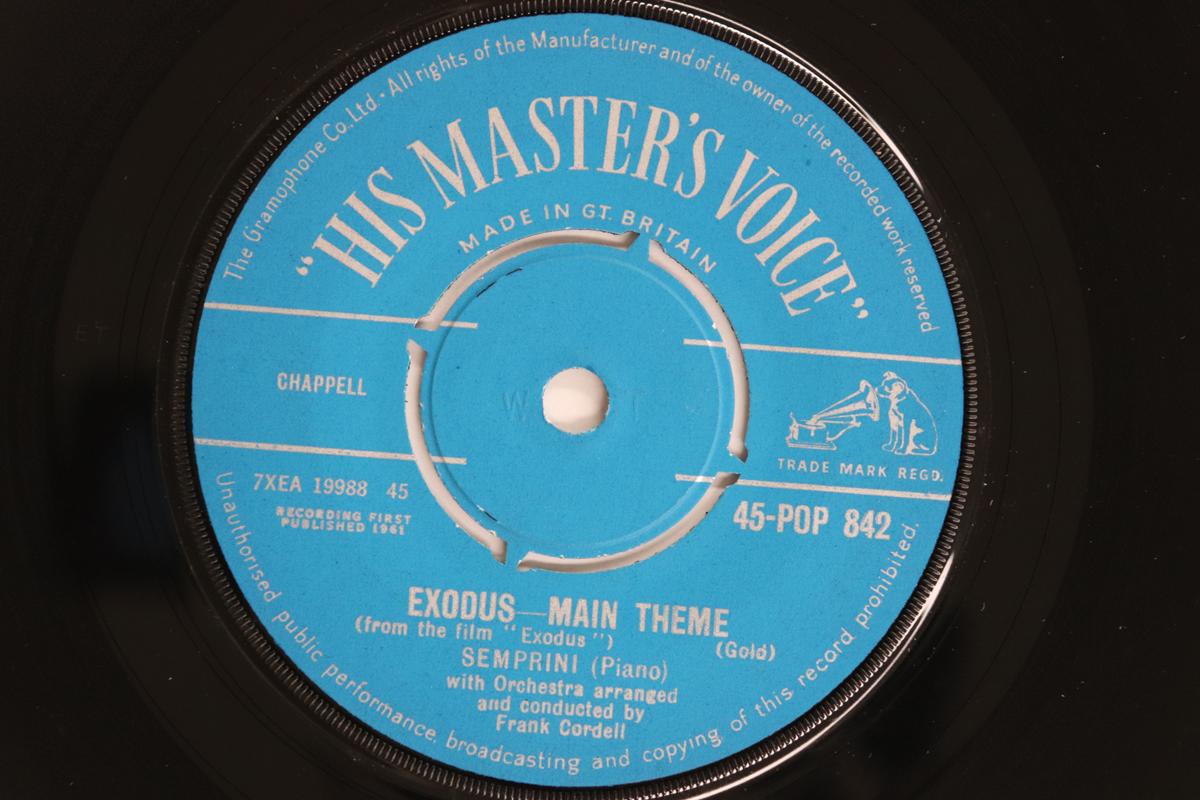 The Gramophone Co. Ltd. · All rights of the Manufacturer and of the owner of the recorded work reserved
"HIS MASTER'S VOICE"
MADE IN GT. BRITAIN
CHAPPELL
TRADE MARK REGD.
7XEA 19988 45
RECORDING FIRST
PUBLISHED 1961
45-POP 842
EXODUS—MAIN THEME
(from the film "Exodus")
(Gold)
SEMPRINI (Piano)
with Orchestra arranged
and conducted by
Frank Cordell
Unauthorised public performance, broadcasting and copying of this record prohibited.